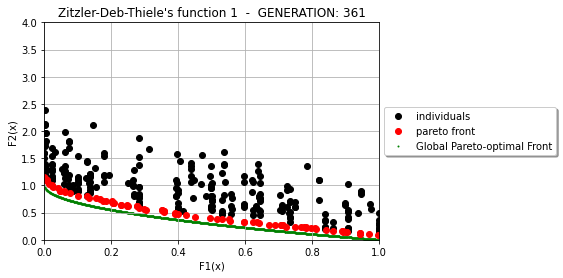 Zitzler-Deb-Thiele's function 1 - GENERATION: 361
4.0
3.5
3.0
2.5
2.0
1.5
1.0
0.5
0.0
F2(x)
0.0 0.2 0.4 0.6 0.8 1.0
F1(x)
individuals
pareto front
Global Pareto-optimal Front